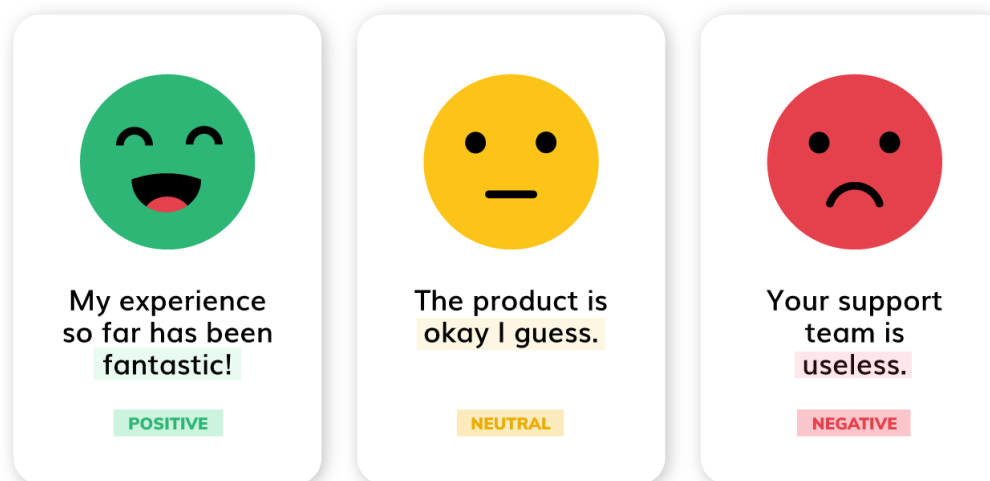 My experience
so far has been
fantastic!
POSITIVE
The product is
okay I guess.
NEUTRAL
Your support
team is
useless.
NEGATIVE